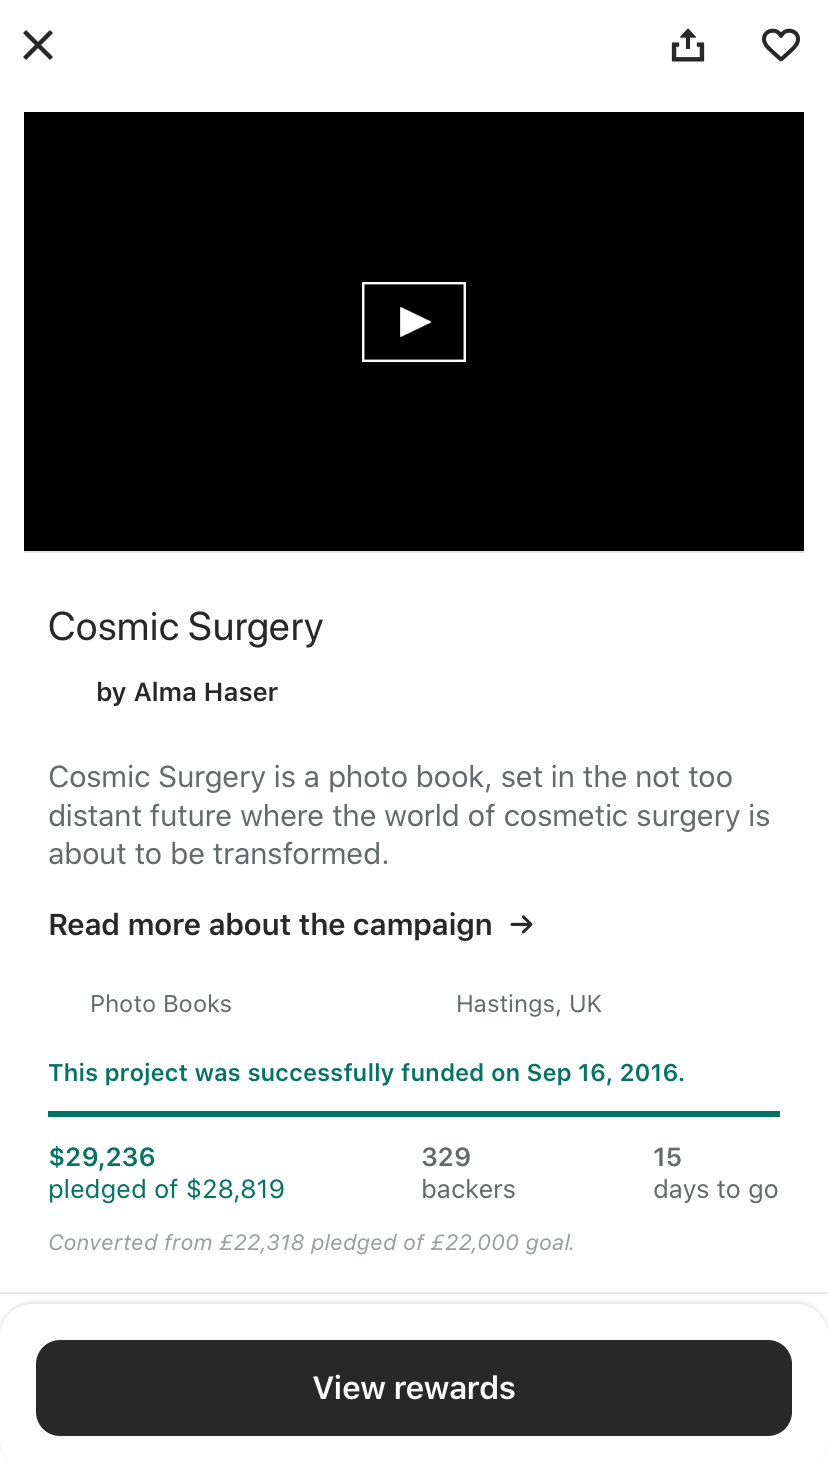 Cosmic Surgery
by Alma Haser
Cosmic Surgery is a photo book, set in the not too
distant future where the world of cosmetic surgery is
about to be transformed.
Read more about the campaign →
Photo Books
Hastings, UK
This project was successfully funded on Sep 16, 2016.
$29,236
pledged of $28,819
329
backers
15
days to go
Converted from £22,318 pledged of £22,000 goal.
View rewards